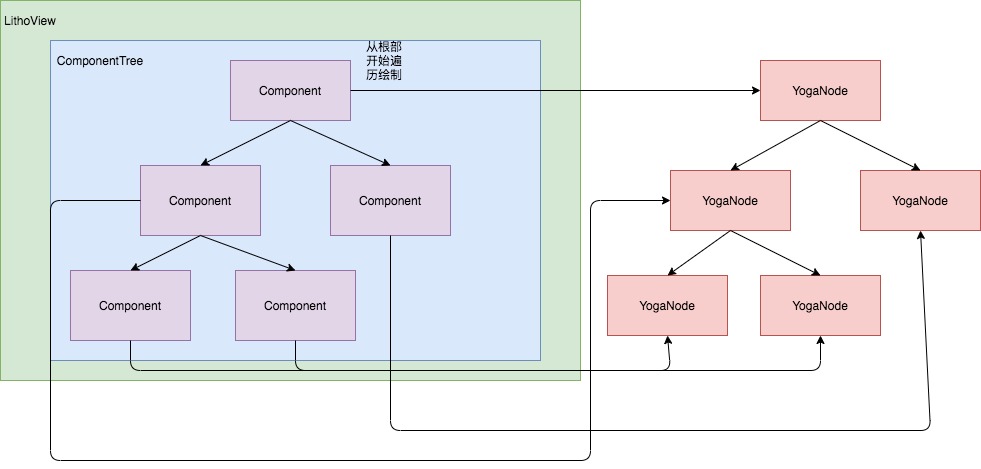 LithoView
从根部
开始遍
历绘制
ComponentTree
Component
YogaNode
Component
Component
YogaNode
YogaNode
Component
Component
YogaNode
YogaNode